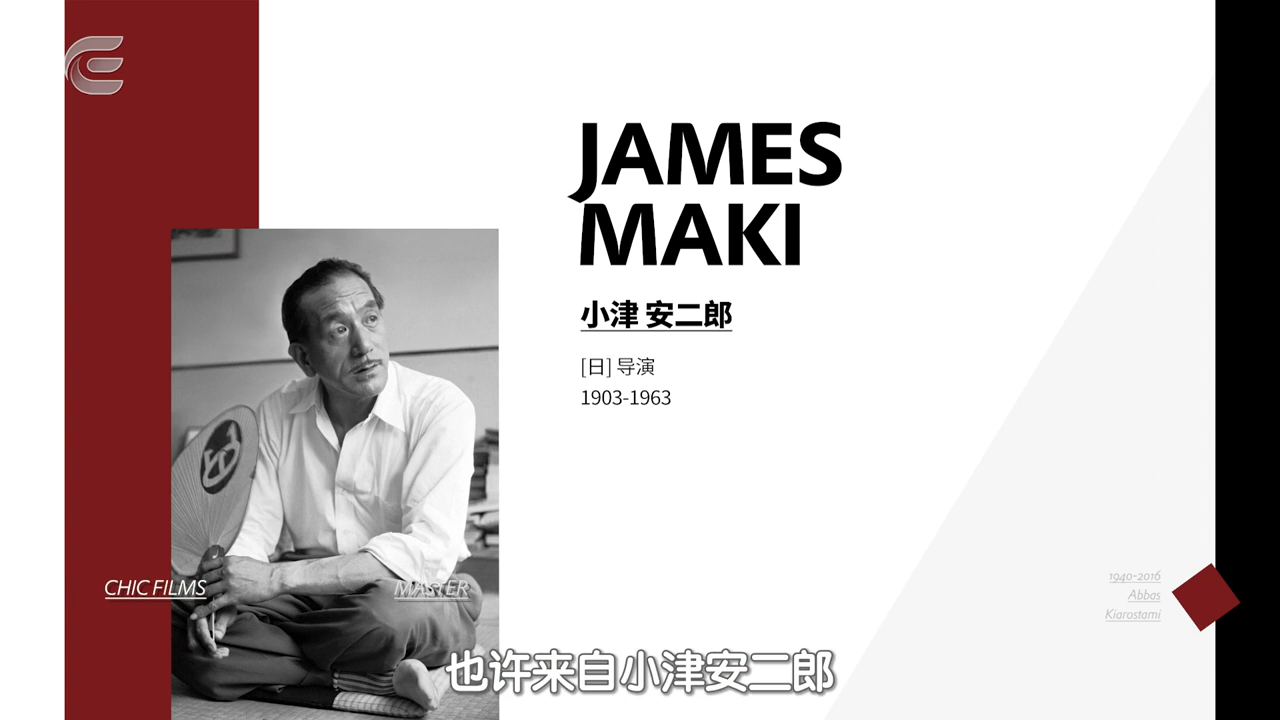 JAMES
MAKI
小津 安二郎
[日] 导演
1903-1963
CHIC FILMS
MASTER
1940-2016
Abbas
Kiarostami
也许来自小津安二郎